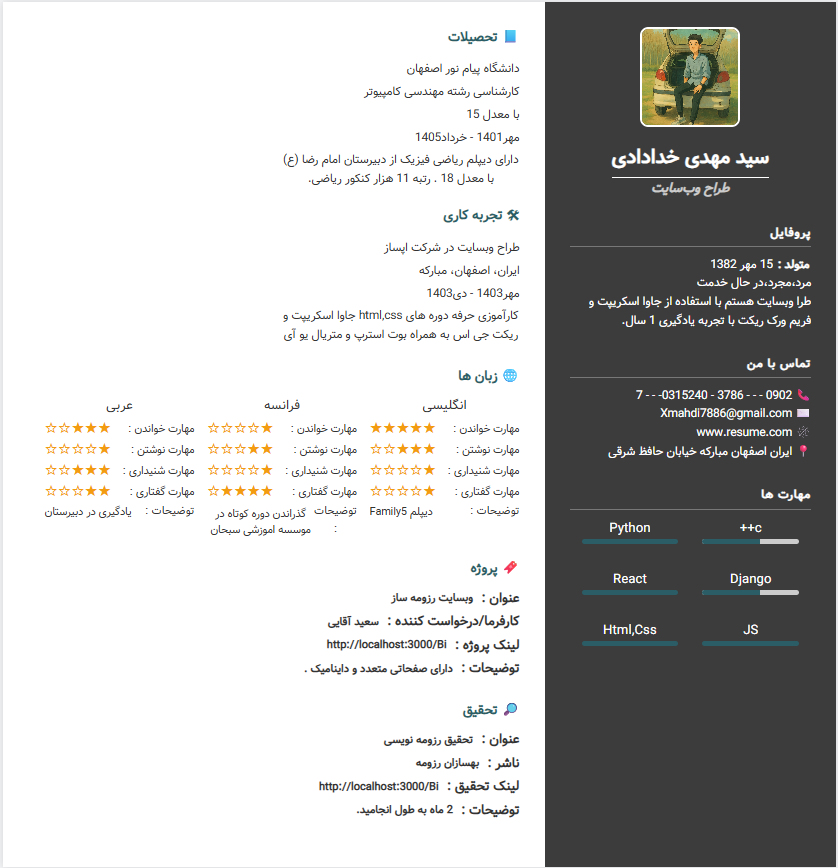 سید مهدی خدادادی
طراح وب‌سایت
پروفایل
متولد : 15 مهر 1382
مرد،مجرد،در حال خدمت
طرا وبسایت هستم با استفاده از جاوا اسکریپت و
فریم ورک ریکت با تجربه یادگیری 1 سال.
تماس با من
0902 - - - 3786 - 0315240- - - 7
Xmahdi7886@gmail.com
www.resume.com
ایران اصفهان مبارکه خیابان حافظ شرقی
مهارت ها
++c Python
Django React
JS Html,Css
تحصیلات
دانشگاه پیام نور اصفهان
کارشناسی رشته مهندسی کامپیوتر
با معدل 15
مهر1401 - خرداد1405
دارای دیپلم ریاضی فیزیک از دبیرستان امام رضا (ع)
با معدل 18 . رتبه 11 هزار کنکور ریاضی.
تجربه کاری
طراح وبسایت در شرکت اپساز
ایران، اصفهان، مبارکه
مهر1403 - دی1403
کارآموزی حرفه دوره های html,css جاوا اسکریپت و
ریکت جی اس به همراه بوت استرپ و متریال یو آی
زبان ها
انگلیسی
مهارت خواندن : ★★★★★
مهارت نوشتن : ★★★☆☆
مهارت شنیداری : ★☆☆☆☆
مهارت گفتاری : ★☆☆☆☆
توضیحات : دیپلم Family5
فرانسه
مهارت خواندن : ★☆☆☆☆
مهارت نوشتن : ★★☆☆☆
مهارت شنیداری : ★☆☆☆☆
مهارت گفتاری : ★★★★☆
توضیحات : گذراندن دوره کوتاه در
موسسه اموزشی سبحان
عربی
مهارت خواندن : ★★★☆☆
مهارت نوشتن : ★☆☆☆☆
مهارت شنیداری : ★★★☆☆
مهارت گفتاری : ★★☆☆☆
توضیحات : یادگیری در دبیرستان
پروژه
عنوان : وبسایت رزومه ساز
کارفرما/درخواست کننده : سعید آقایی
لینک پروژه : http://localhost:3000/Bi
توضیحات : دارای صفحاتی متعدد و داینامیک .
تحقیق
عنوان : تحقیق رزومه نویسی
ناشر : بهسازان رزومه
لینک تحقیق : http://localhost:3000/Bi
توضیحات : 2 ماه به طول انجامید.